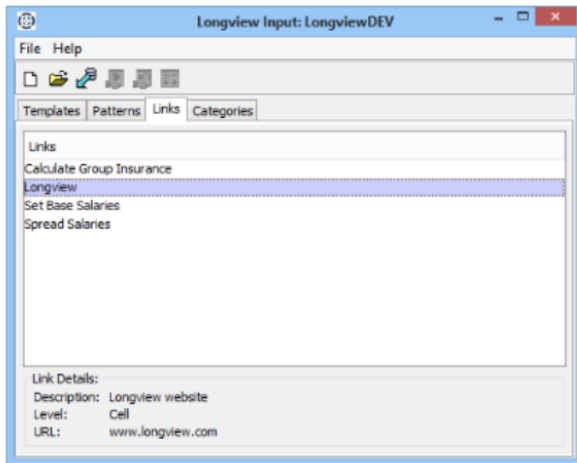 Longview Input: LongviewDEV
File Help
Templates Patterns Links Categories
Links
Calculate Group Insurance
Longview
Set Base Salaries
Spread Salaries
Link Details:
Description: Longview website
Level: Cell
URL: www.longview.com